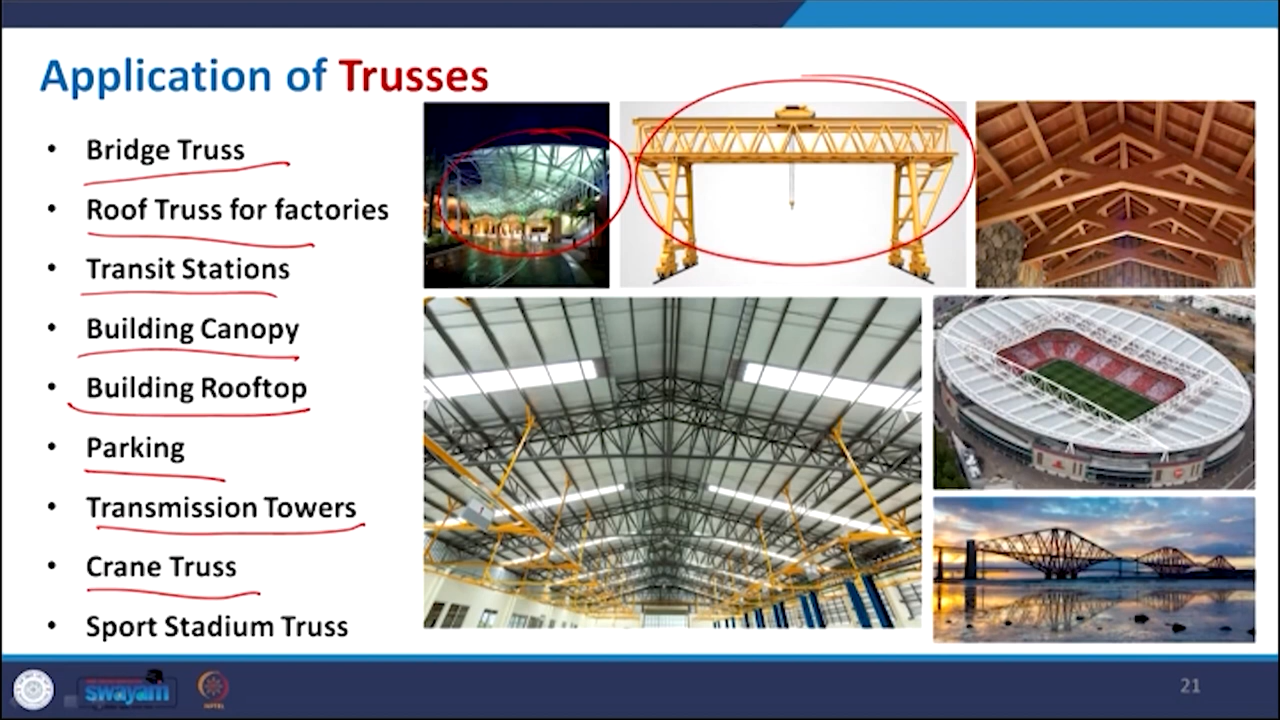 Application of Trusses
• Bridge Truss
• Roof Truss for factories
• Transit Stations
• Building Canopy
• Building Rooftop
• Parking
• Transmission Towers
• Crane Truss
• Sport Stadium Truss
swayam
21